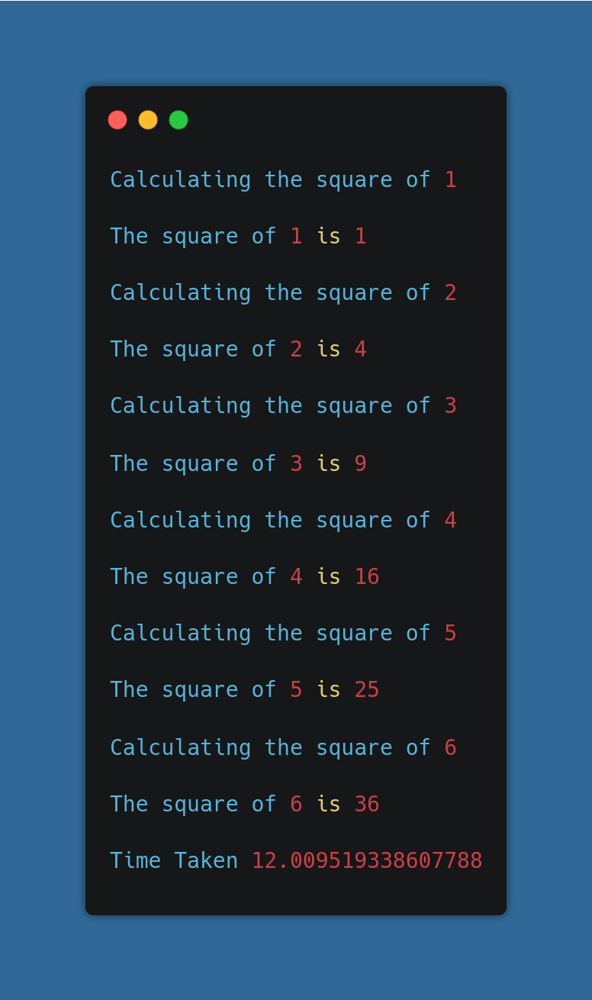 Calculating the square of 1
The square of 1 is 1
Calculating the square of 2
The square of 2 is 4
Calculating the square of 3
The square of 3 is 9
Calculating the square of 4
The square of 4 is 16
Calculating the square of 5
The square of 5 is 25
Calculating the square of 6
The square of 6 is 36
Time Taken 12.009519338607788